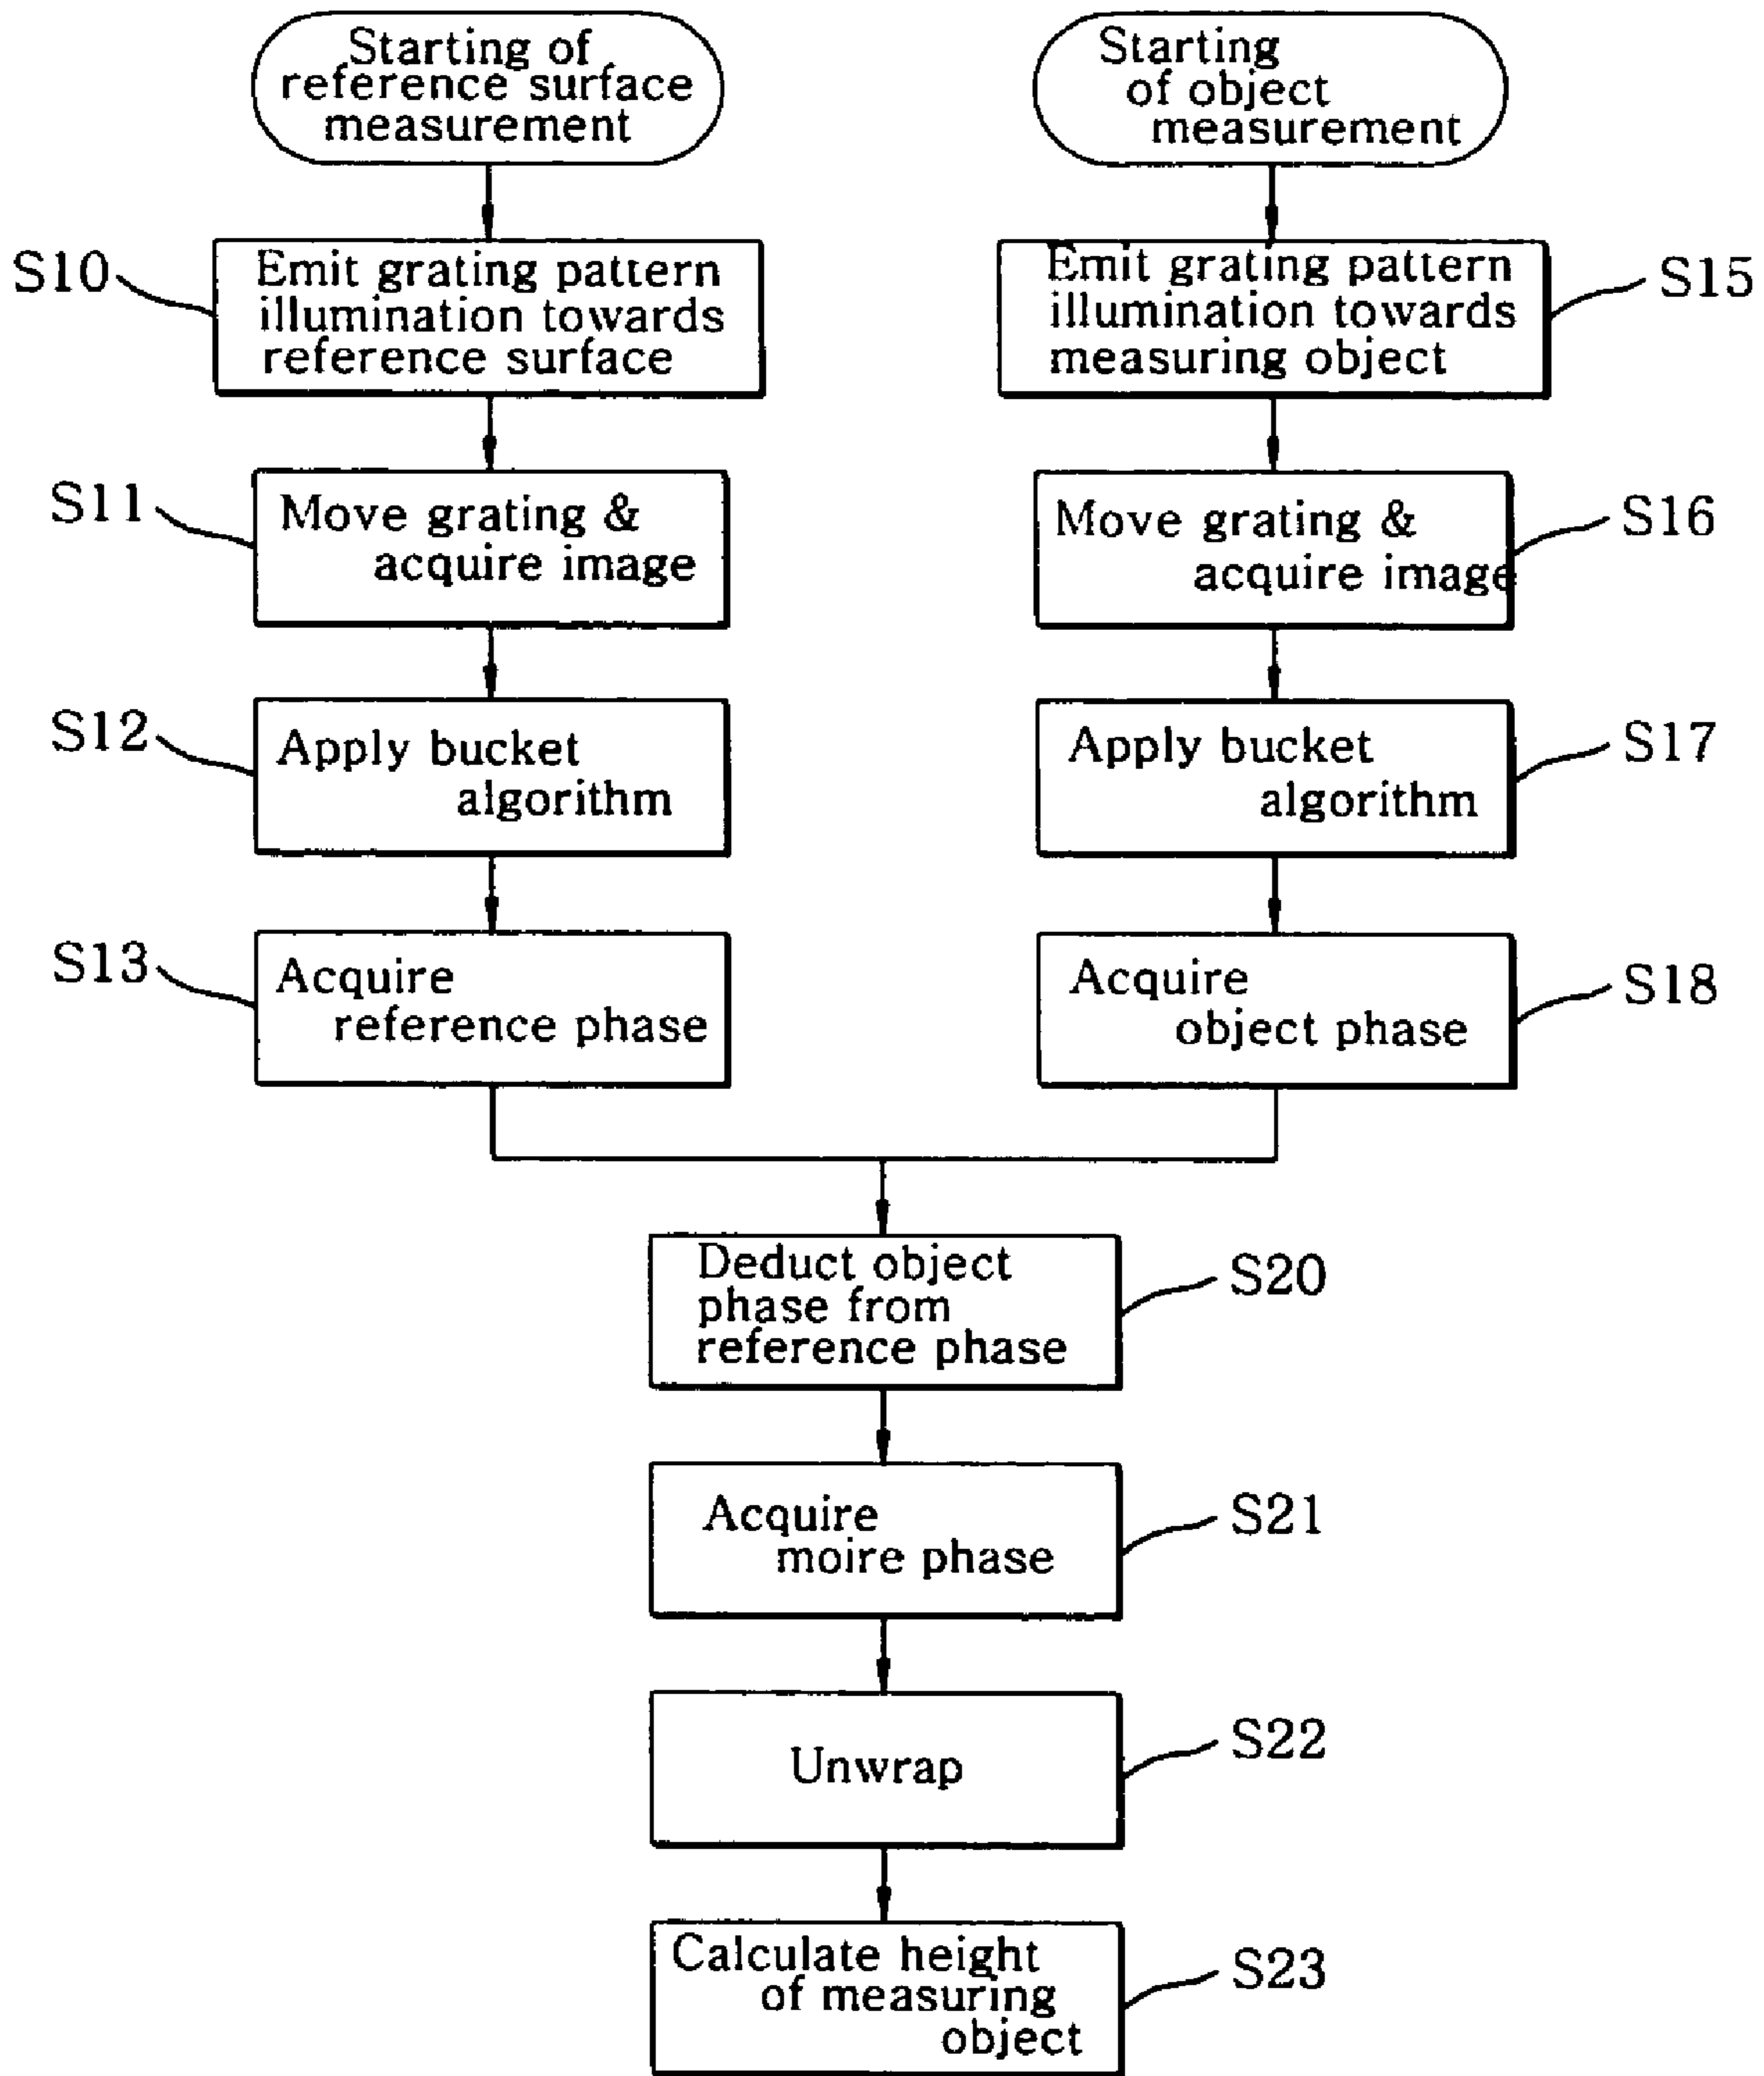 Starting of
reference surface
measurement
S10
Emit grating pattern
illumination towards
reference surface
S11
Move grating &
acquire image
S12
Apply bucket
algorithm
S13
Acquire
reference phase
Starting
of object
measurement
Emit grating pattern
illumination towards
measuring object
S15
Move grating &
acquire image
S16
Apply bucket
algorithm
S17
Acquire
object phase
S18
Deduct object
phase from
reference phase
S20
Acquire
moire phase
S21
Unwrap
S22
Calculate height
of measuring
object
S23